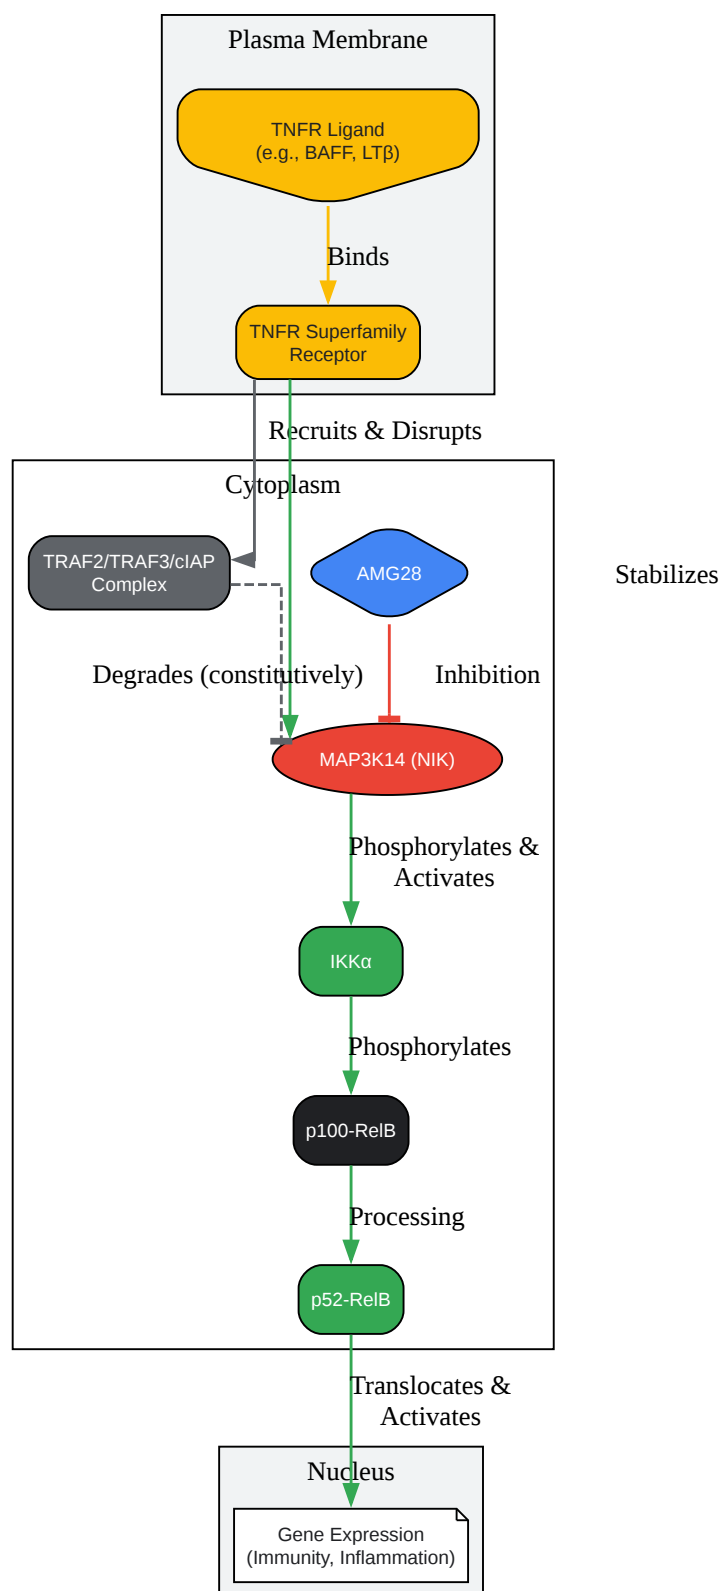 Plasma Membrane
TNFR Ligand
(e.g., BAFF, LTβ)
Binds
TNFR Superfamily
Receptor
Recruits & Disrupts
Cytoplasm
TRAF2/TRAF3/cIAP
Complex
AMG28
Stabilizes
Degrades (constitutively)
Inhibition
MAP3K14 (NIK)
Phosphorylates &
Activates
IKKα
Phosphorylates
p100-RelB
Processing
p52-RelB
Translocates &
Activates
Nucleus
Gene Expression
(Immunity, Inflammation)